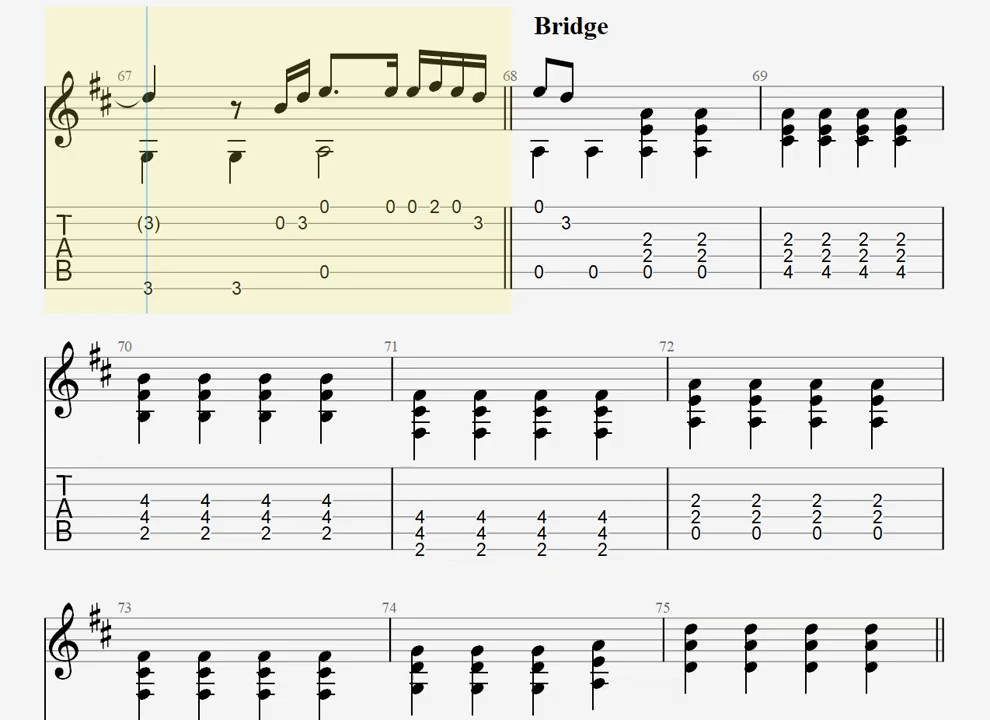 Bridge
67 68 69
0 0 0 2 0 0
T (3) 0 3 3 3
2 2 2 2 2 2
A 2 2 2 2 2 2
B 0 0 0 0 0 4 4 4 4
3 3
70 71 72
T
A 4 4 4 4 2 2 2 2
4 4 4 4 4 4 4 4 2 2 2 2
B 2 2 2 2 4 4 4 4 0 0 0 0
2 2 2 2
73 74 75